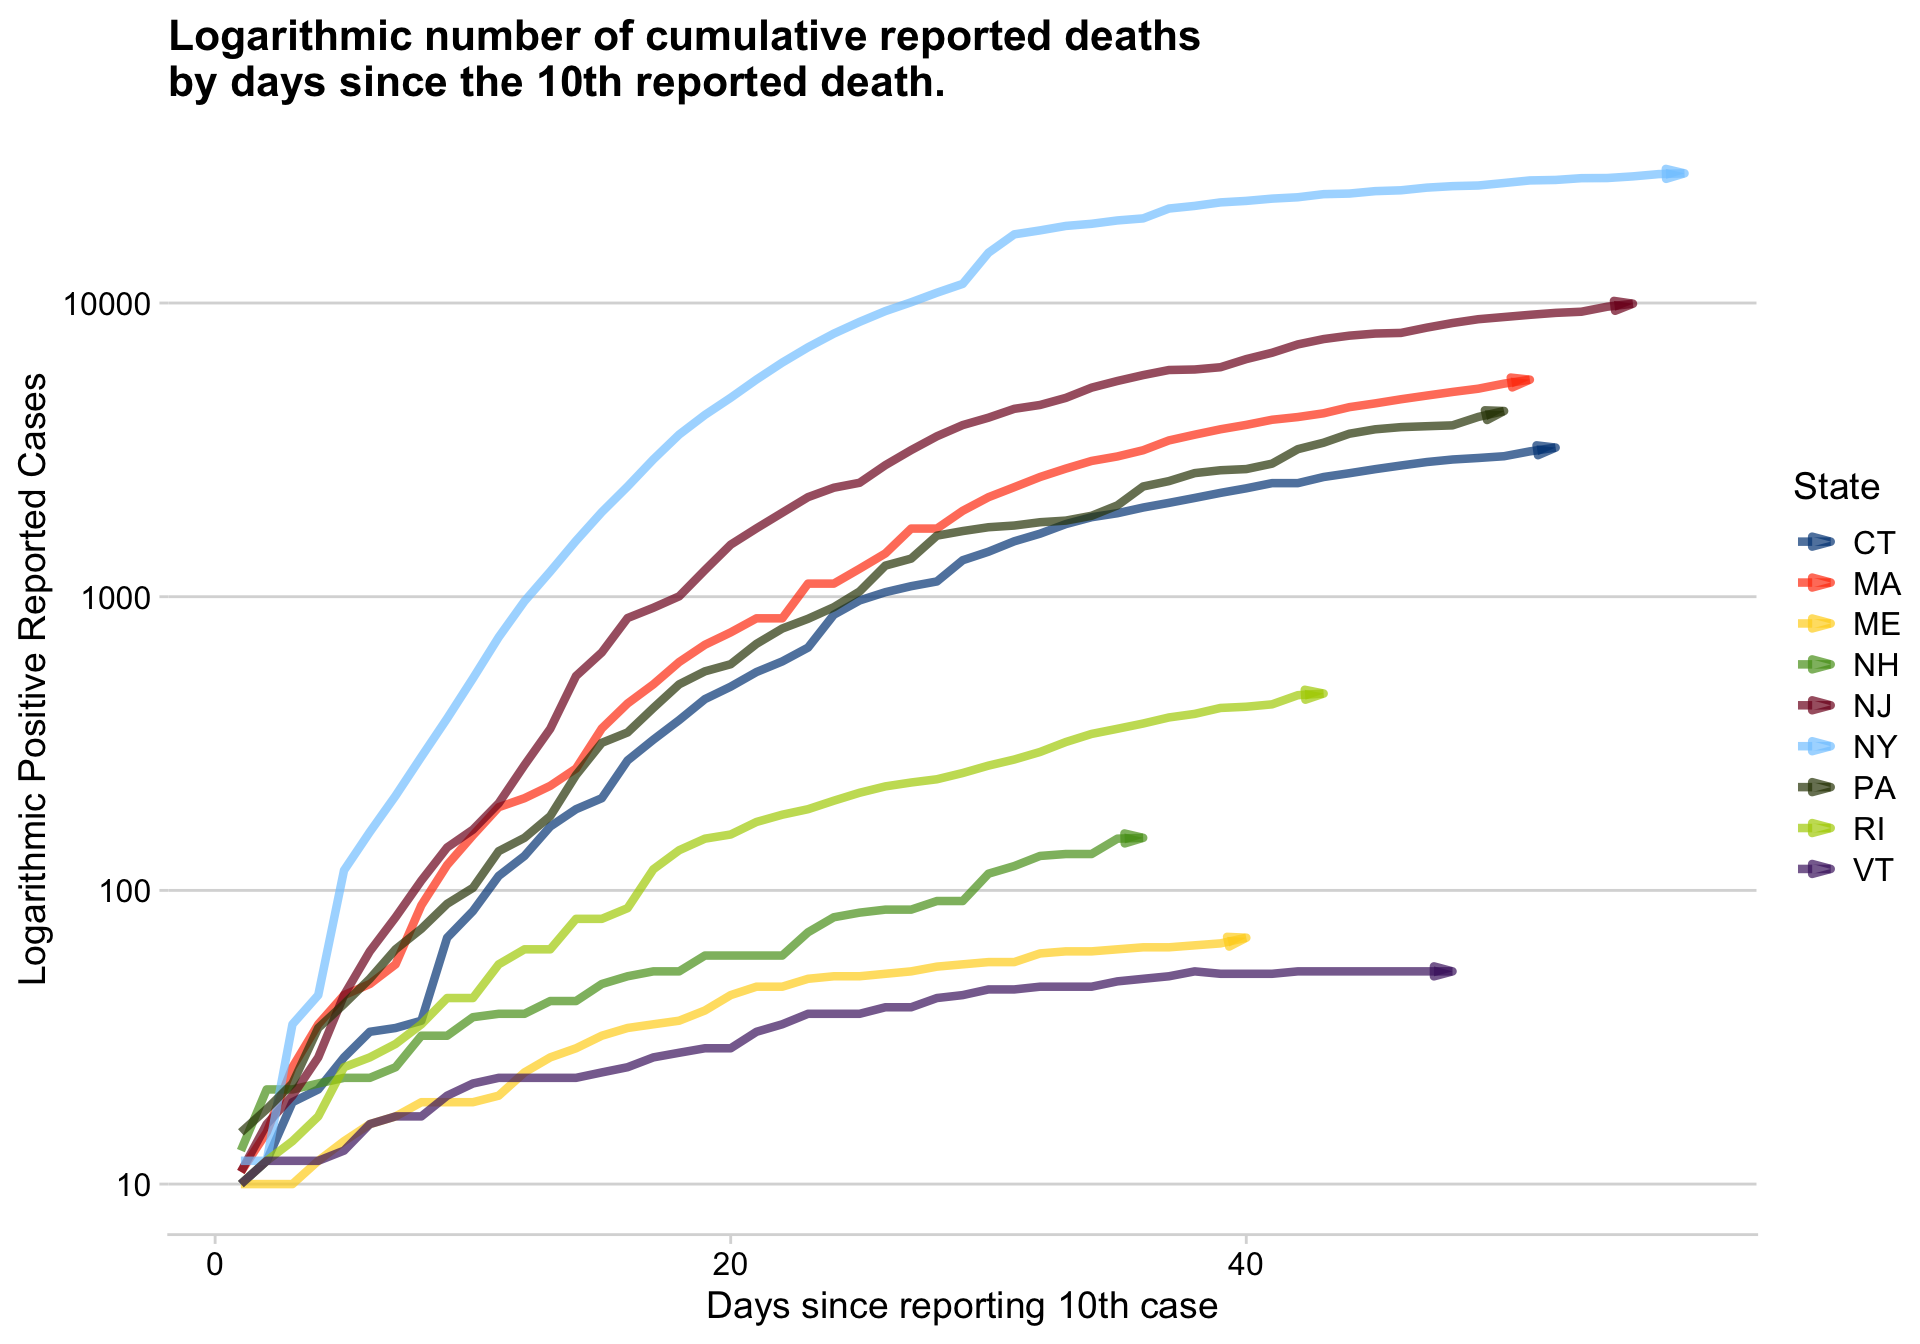 Logarithmic number of cumulative reported deaths
by days since the 10th reported death.
Logarithmic Positive Reported Cases
10000
1000
100
10
0 20 40
Days since reporting 10th case
State
CT
MA
ME
NH
NJ
NY
PA
RI
VT